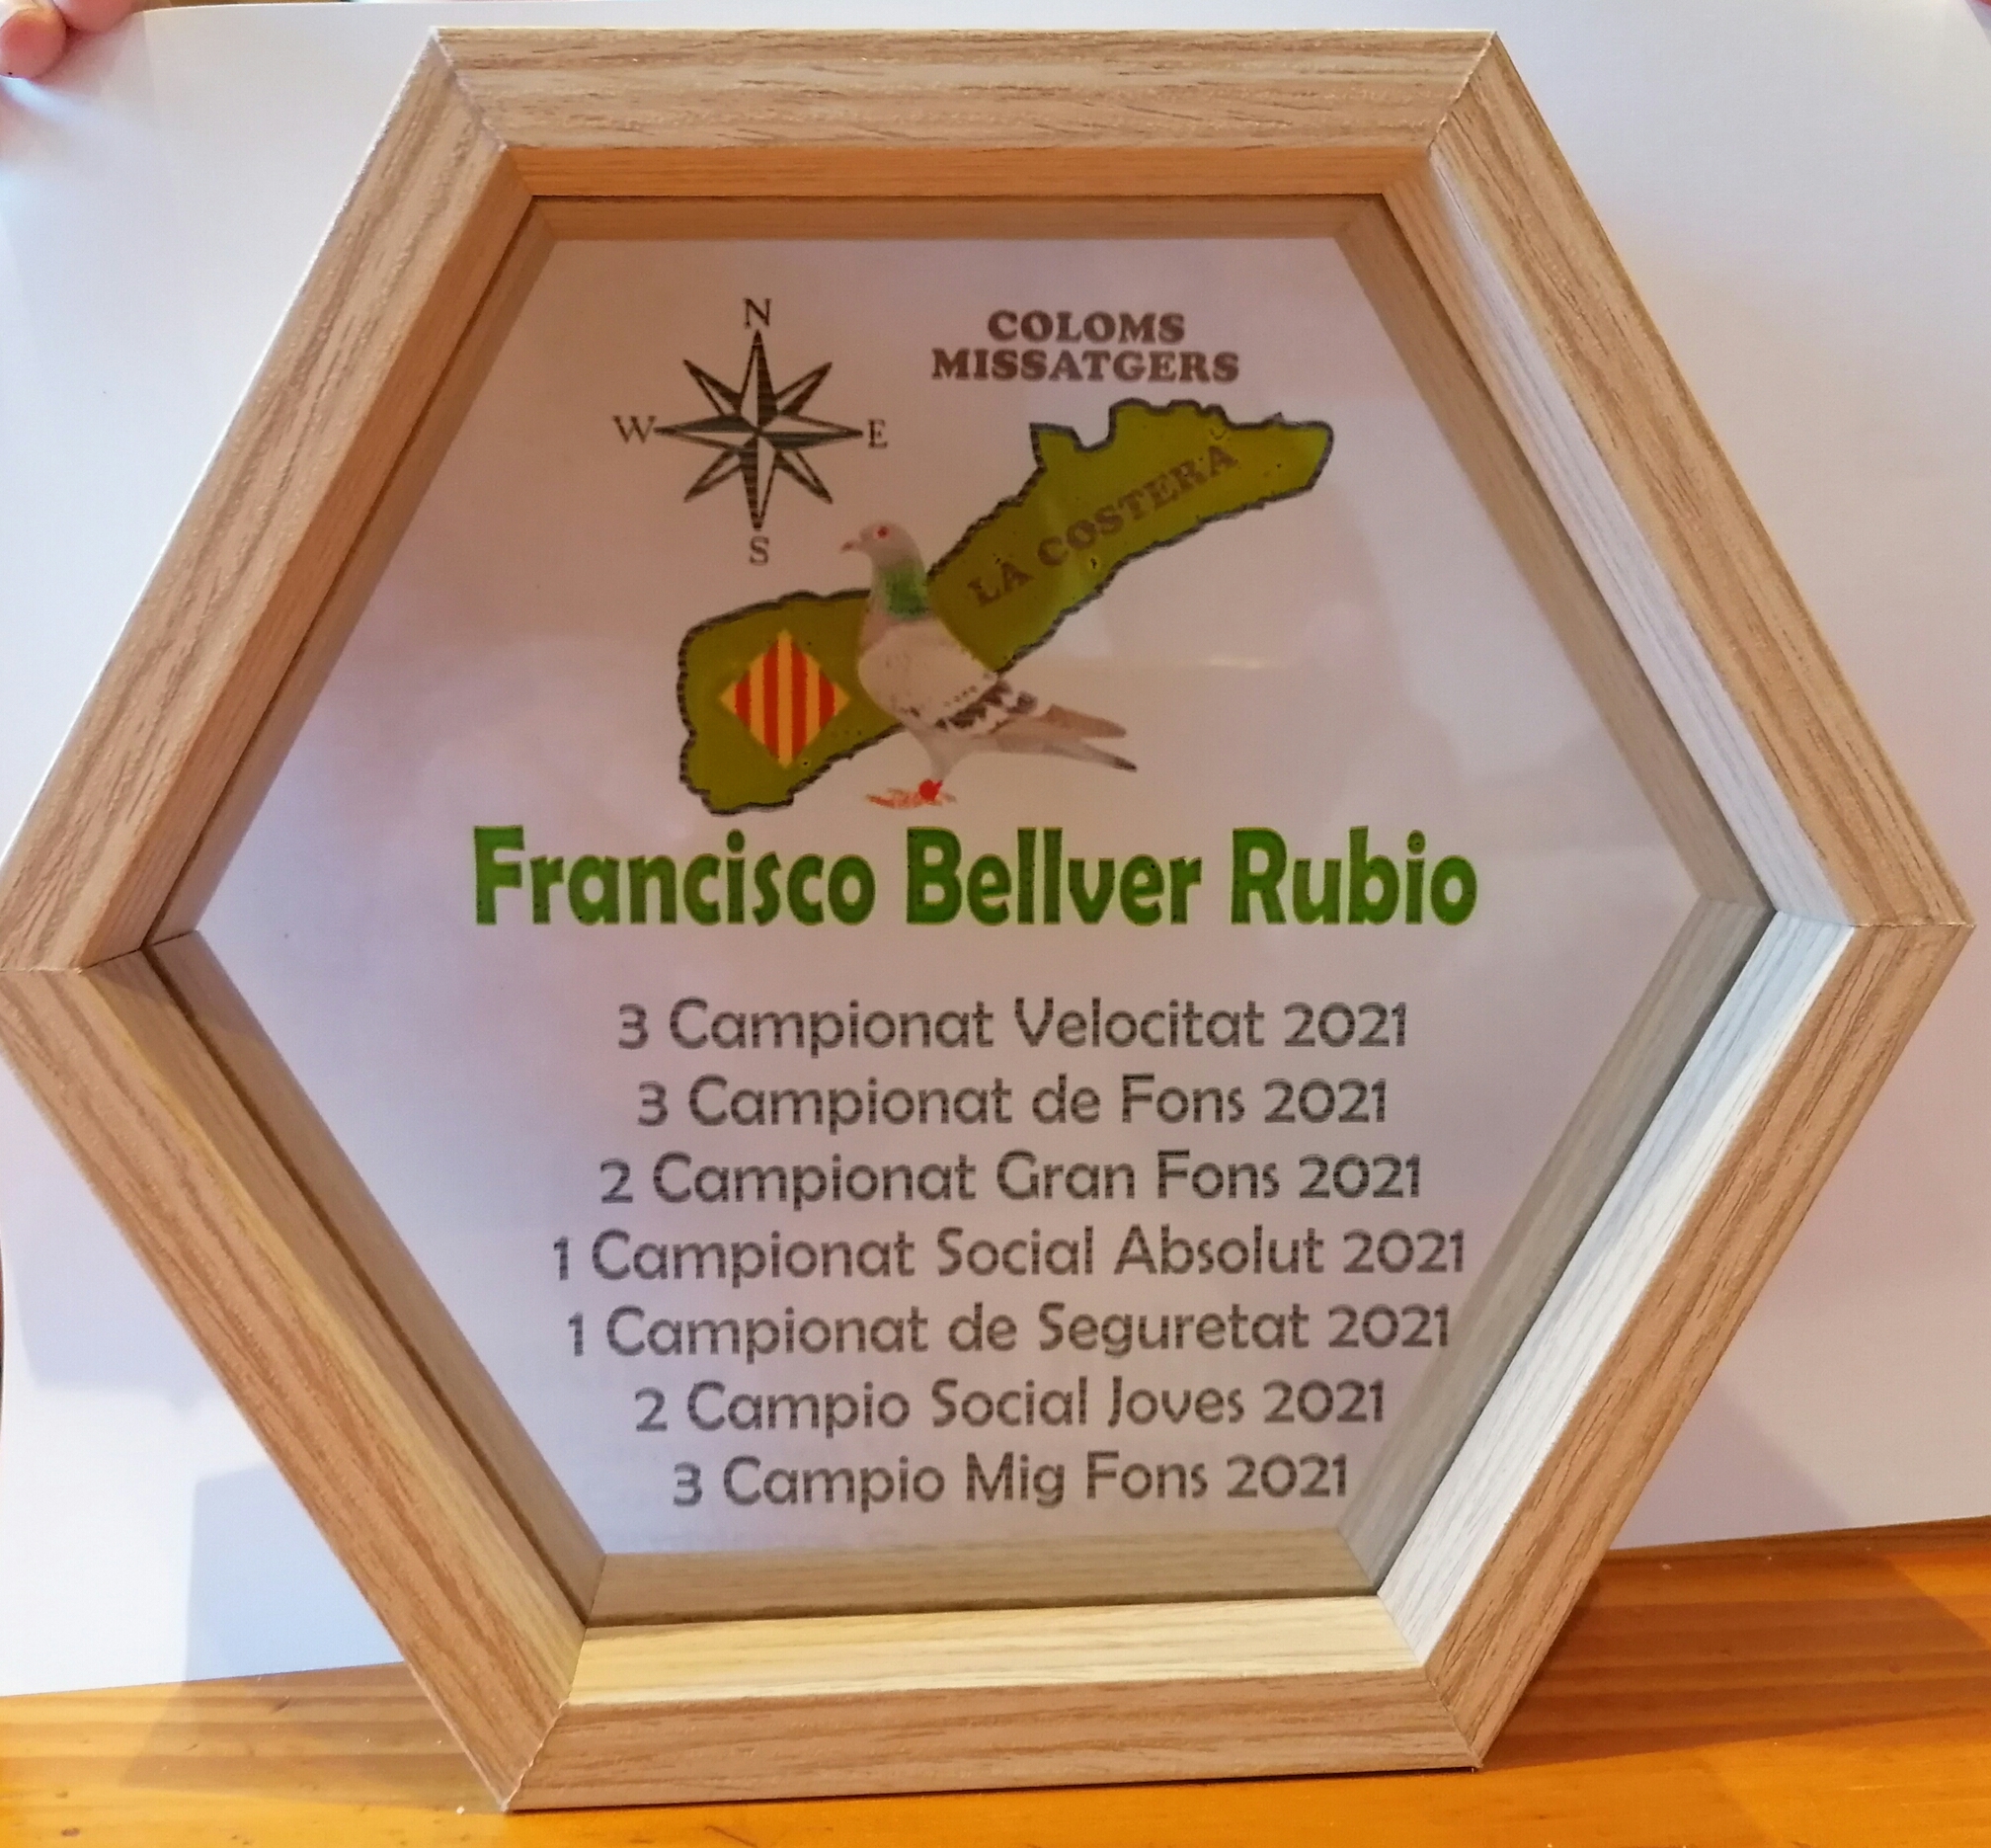 N
W E
S
COLOMS
MISSATGERS
LA COSTERA
Francisco Bellver Rubio
3 Campionat Velocitat 2021
3 Campionat de Fons 2021
2 Campionat Gran Fons 2021
1 Campionat Social Absolut 2021
1 Campionat de Seguretat 2021
2 Campio Social Joves 2021
3 Campio Mig Fons 2021